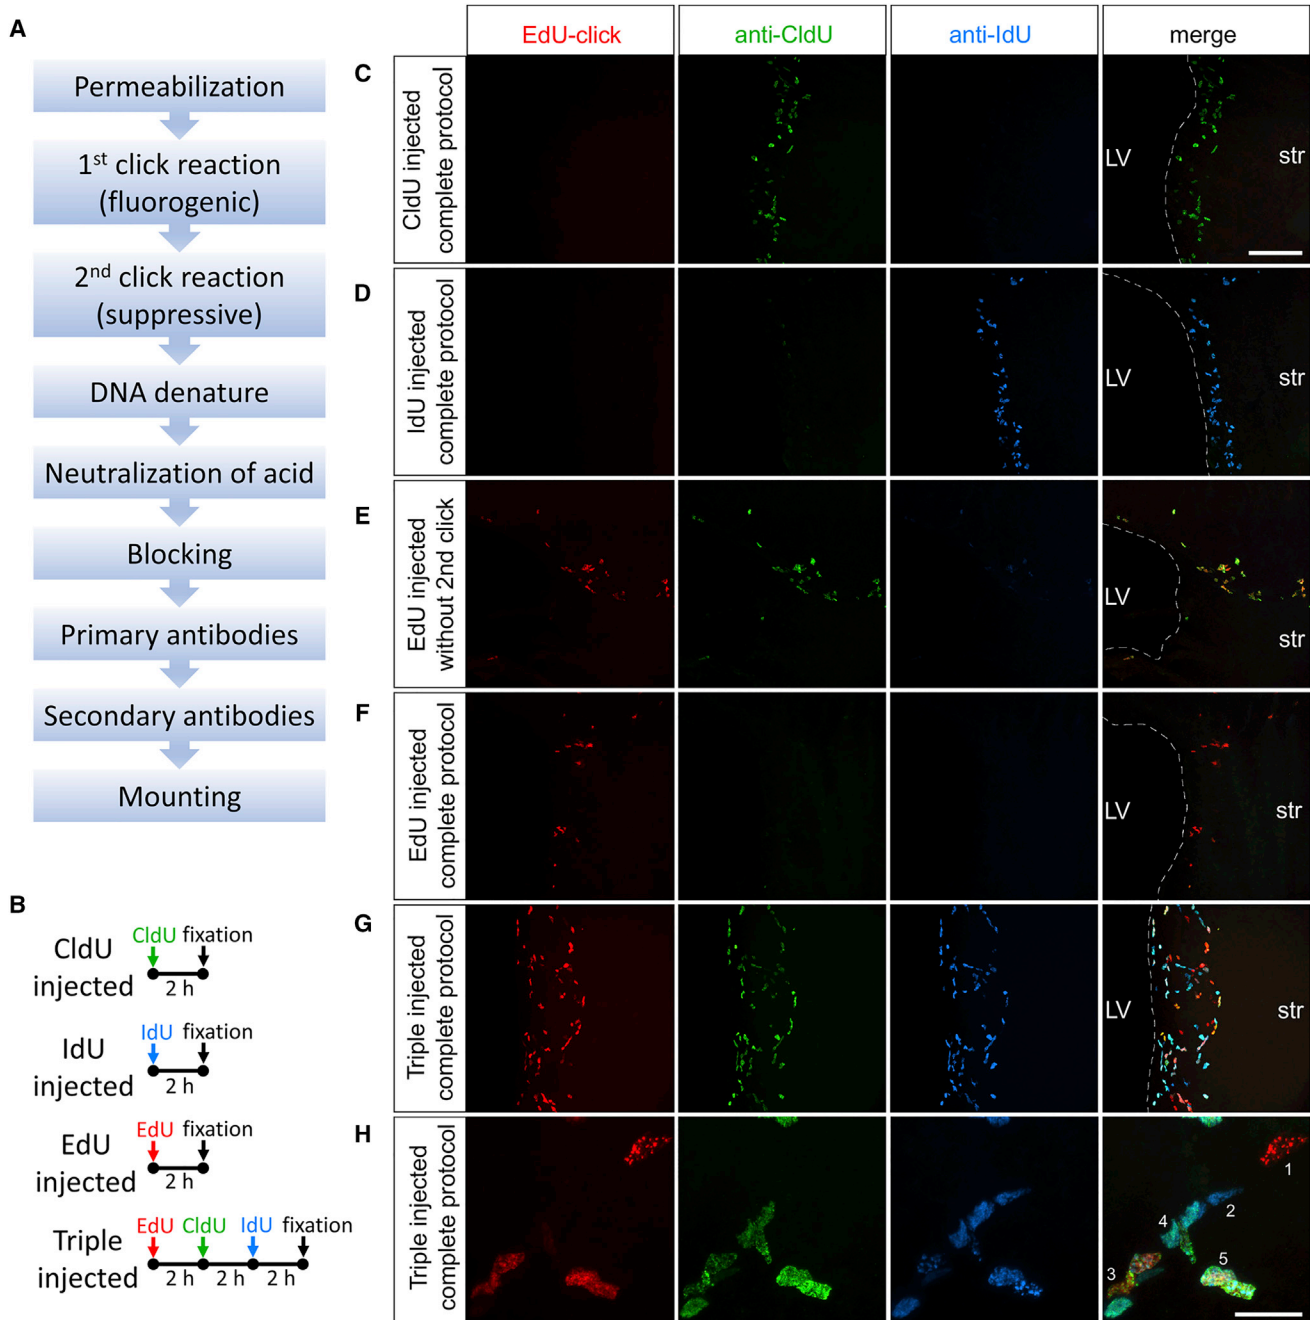 A
Permeabilization
1st click reaction
(fluorogenic)
2nd click reaction
(suppressive)
DNA denature
Neutralization of acid
Blocking
Primary antibodies
Secondary antibodies
Mounting
B
CldU injected
CldU fixation
2 h
IdU injected
IdU fixation
2 h
EdU injected
EdU fixation
2 h
Triple injected
EdU CldU IdU fixation
2 h 2 h 2 h
EdU-click anti-CldU anti-IdU merge
C
CldU injected
complete protocol
LV str
D
IdU injected
complete protocol
LV str
E
EdU injected
without 2nd click
LV str
F
EdU injected
complete protocol
LV str
G
Triple injected
complete protocol
LV str
H
Triple injected
complete protocol
1
2
4
5
3